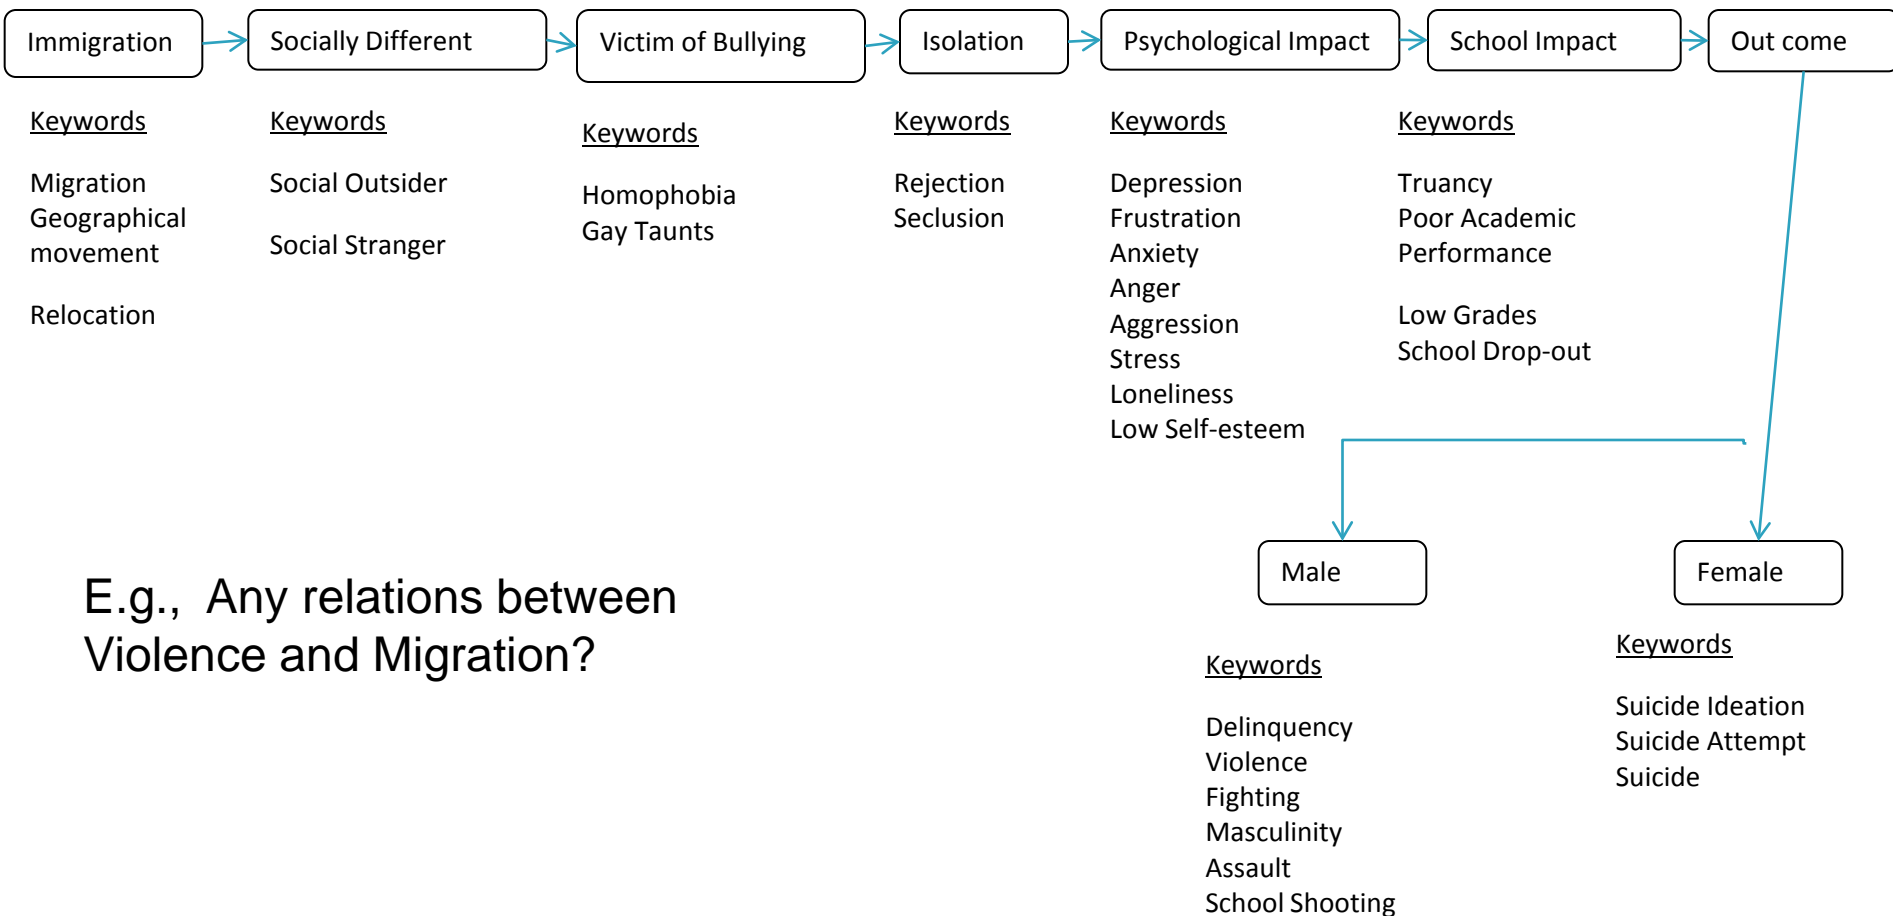 Immigration
Socially Different
Victim of Bullying
Isolation
Psychological Impact
School Impact
Out come
Keywords
Migration
Geographical
movement
Relocation
Keywords
Social Outsider
Social Stranger
Keywords
Homophobia
Gay Taunts
Keywords
Rejection
Seclusion
Keywords
Depression
Frustration
Anxiety
Anger
Aggression
Stress
Loneliness
Low Self-esteem
Keywords
Truancy
Poor Academic
Performance
Low Grades
School Drop-out
E.g.,  Any relations between
Violence and Migration?
Male
Keywords
Delinquency
Violence
Fighting
Masculinity
Assault
School Shooting
Female
Keywords
Suicide Ideation
Suicide Attempt
Suicide